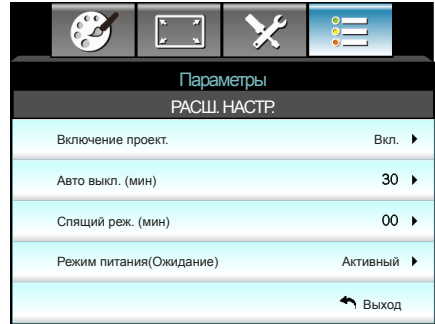 Параметры
РАСШ. НАСТР.
Включение проект. Вкл.
Авто выкл. (мин) 30
Спящий реж. (мин) 00
Режим питания(Ожидание) Активный
Выход